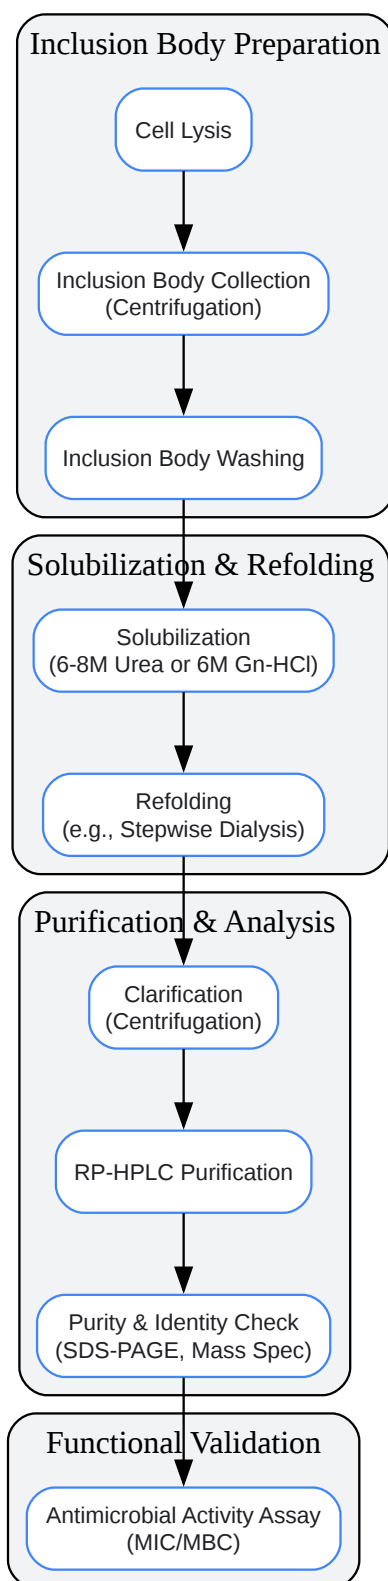 Inclusion Body Preparation
Cell Lysis
Inclusion Body Collection
(Centrifugation)
Inclusion Body Washing
Solubilization & Refolding
Solubilization
(6-8M Urea or 6M Gn-HCl)
Refolding
(e.g., Stepwise Dialysis)
Purification & Analysis
Clarification
(Centrifugation)
RP-HPLC Purification
Purity & Identity Check
(SDS-PAGE, Mass Spec)
Functional Validation
Antimicrobial Activity Assay
(MIC/MBC)